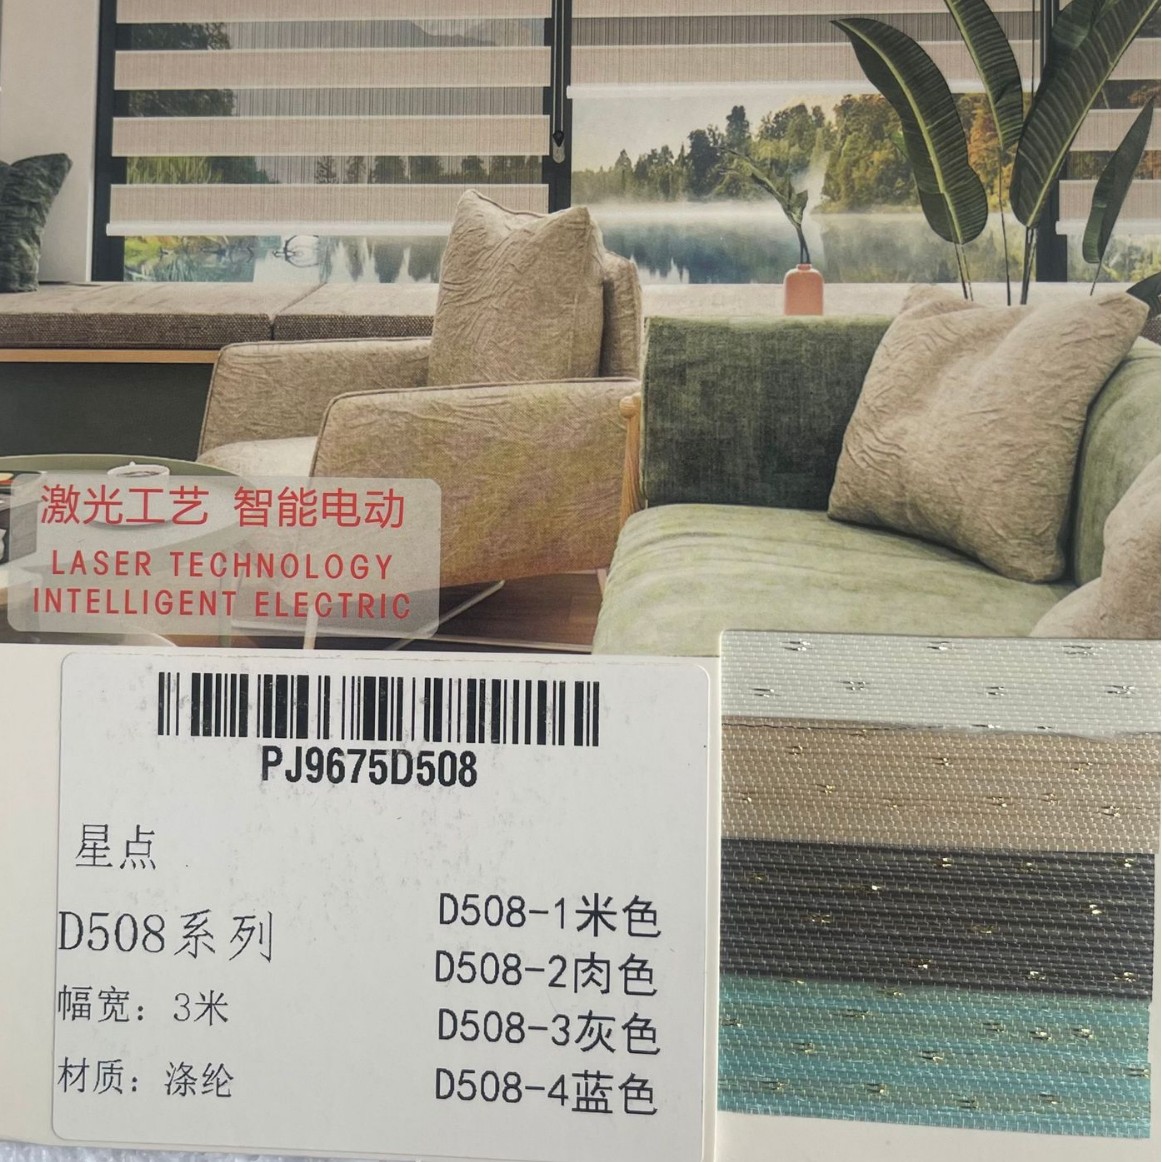 激光工艺 智能电动
LASER TECHNOLOGY
INTELLIGENT ELECTRIC
PJ9675D508
星点
D508系列
幅宽：3米
材质：涤纶
D508-1米色
D508-2肉色
D508-3灰色
D508-4蓝色